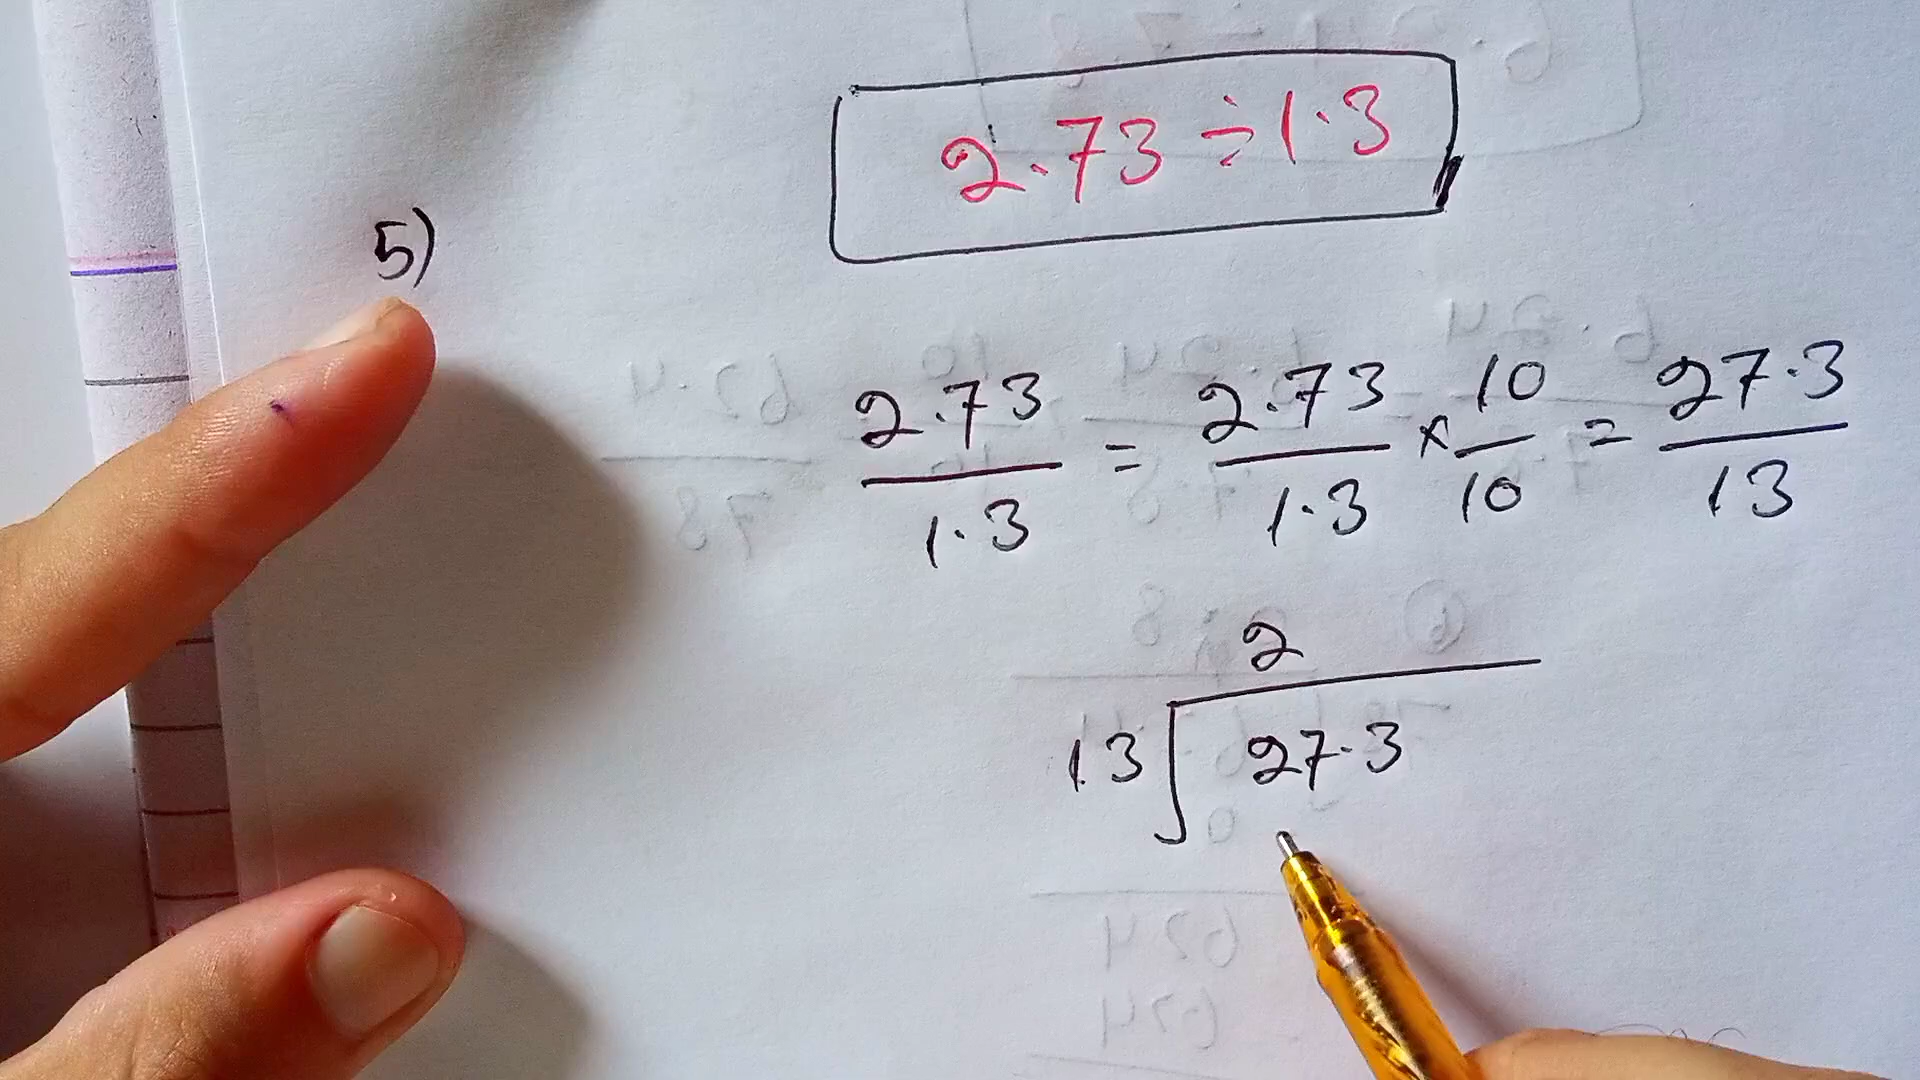 2.73 ÷ 1.3
5)
2.73/1.3 = 2.73/1.3 × 10/10 = 27.3/13
2
13 27.3